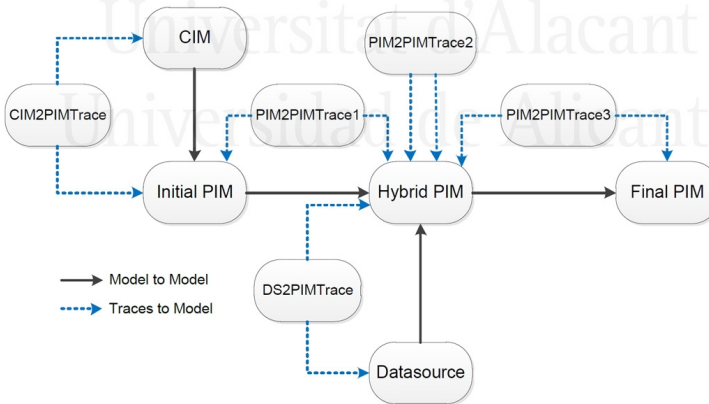 Universitat d'Alacant
Universidad de Alicant
CIM
PIM2PIMTrace2
CIM2PIMTrace
PIM2PIMTrace1
PIM2PIMTrace3
Initial PIM
Hybrid PIM
Final PIM
DS2PIMTrace
Model to Model
Traces to Model
Datasource